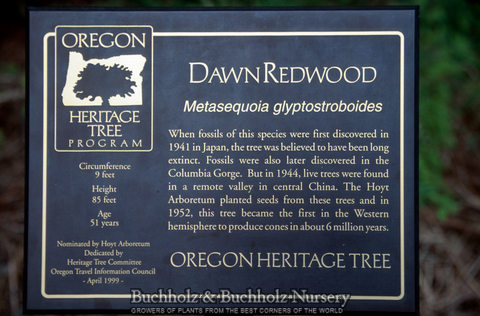 OREGON
HERITAGE
TREE
PROGRAM
Circumference
9 feet
Height
85 feet
Age
51 years
Nominated by Hoyt Arboretum
Dedicated by
Heritage Tree Committee
Oregon Travel Information Council
- April 1999 -
DAWN REDWOOD
Metasequoia glyptostroboides
When fossils of this species were first discovered in
1941 in Japan, the tree was believed to have been long
extinct. Fossils were also later discovered in the
Columbia Gorge. But in 1944, live trees were found
in a remote valley in central China. The Hoyt
Arboretum planted seeds from these trees and in
1952, this tree became the first in the Western
hemisphere to produce cones in about 6 million years.
OREGON HERITAGE TREE
Buchholz & Buchholz Nursery
GROWERS OF PLANTS FROM THE BEST CORNERS OF THE WORLD